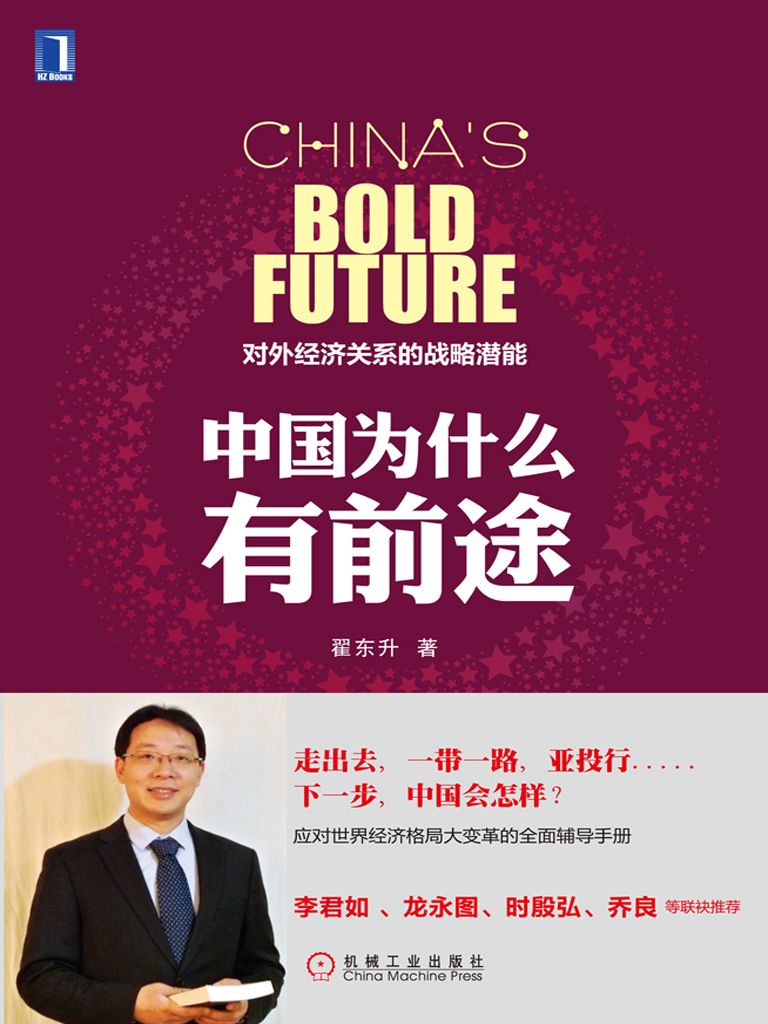 HZ BOOKS
CHINA'S
BOLD
FUTURE
对外经济关系的战略潜能
中国为什么
有前途
翟东升 著
走出去，一带一路，亚投行.....
下一步，中国会怎样？
应对世界经济格局大变革的全面辅导手册
李君如、龙永图、时殷弘、乔良 等联袂推荐
机械工业出版社
China Machine Press